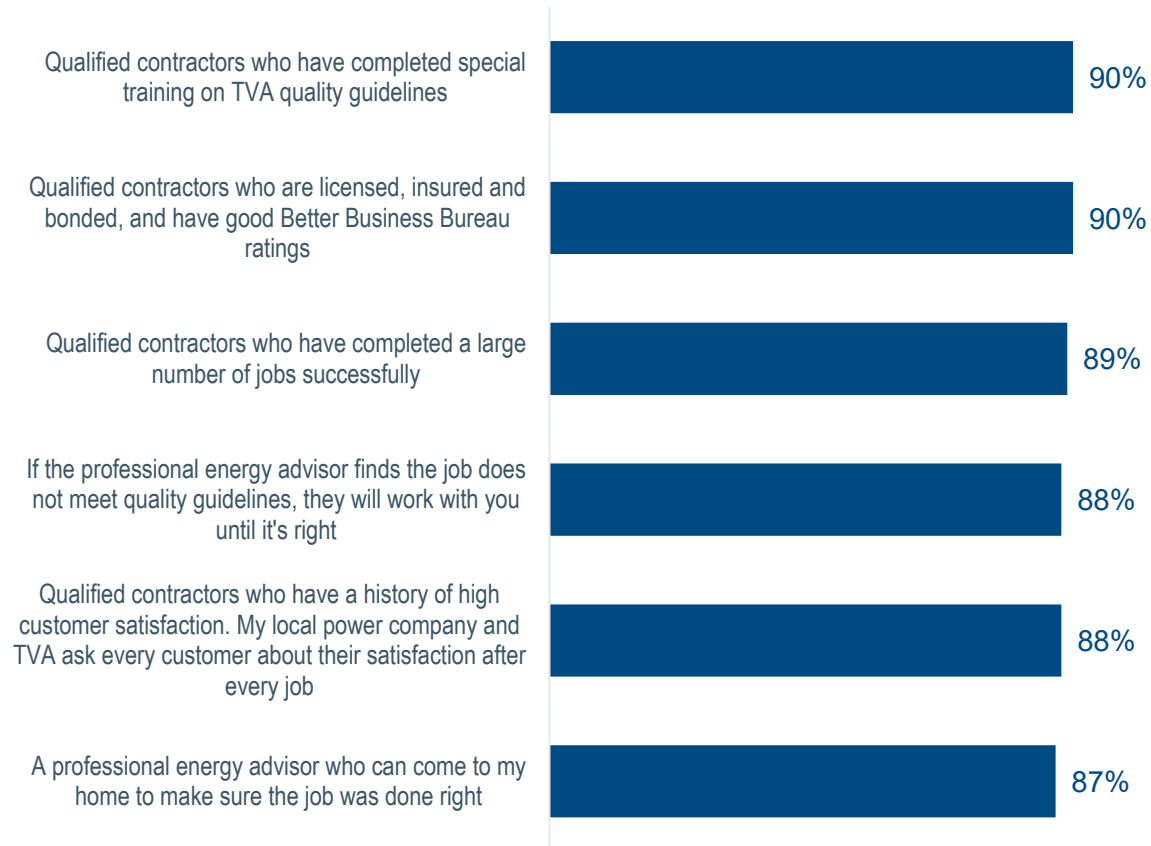 Qualified contractors who have completed special
training on TVA quality guidelines
90%
Qualified contractors who are licensed, insured and
bonded, and have good Better Business Bureau
ratings
90%
Qualified contractors who have completed a large
number of jobs successfully
89%
If the professional energy advisor finds the job does
not meet quality guidelines, they will work with you
until it's right
88%
Qualified contractors who have a history of high
customer satisfaction. My local power company and
TVA ask every customer about their satisfaction after
every job
88%
A professional energy advisor who can come to my
home to make sure the job was done right
87%